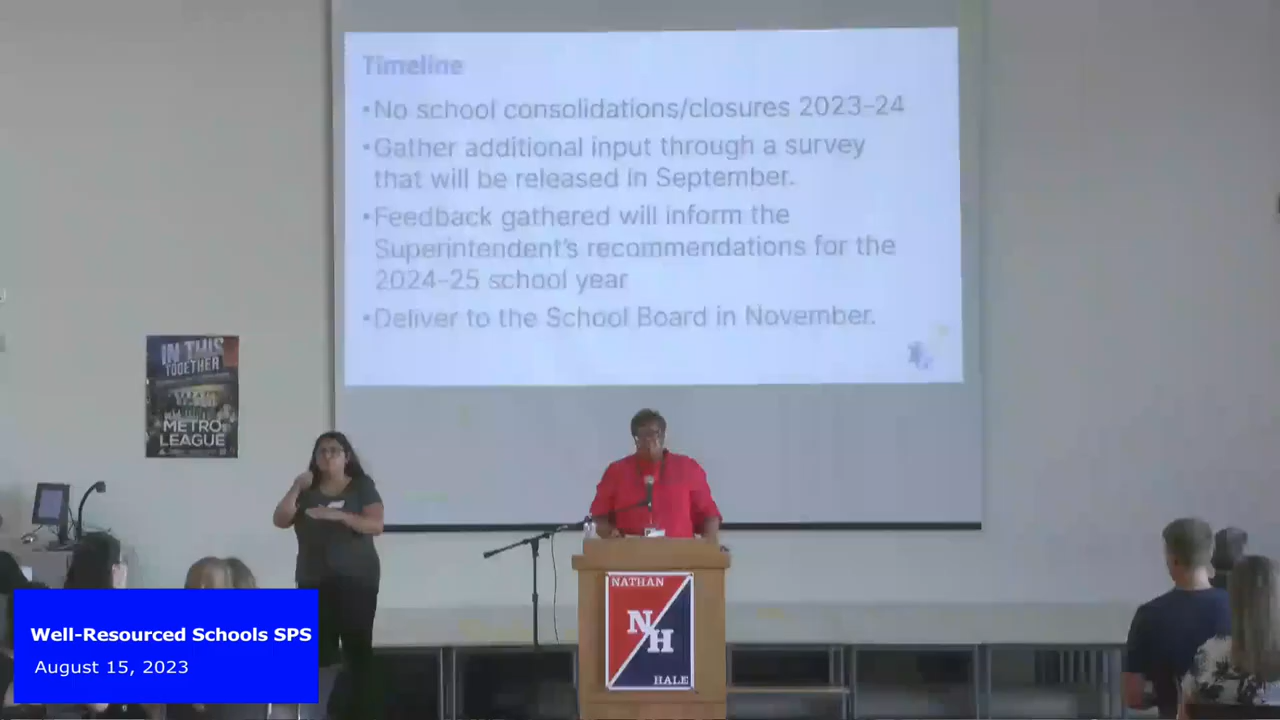 Timeline
•No school consolidations/closures 2023-24
•Gather additional input through a survey
that will be released in September.
•Feedback gathered will inform the
Superintendent's recommendations for the
2024-25 school year
•Deliver to the School Board in November.
IN THIS
TOGETHER
METRO
LEAGUE
NATHAN
NH
HALE
Well-Resourced Schools SPS
August 15, 2023